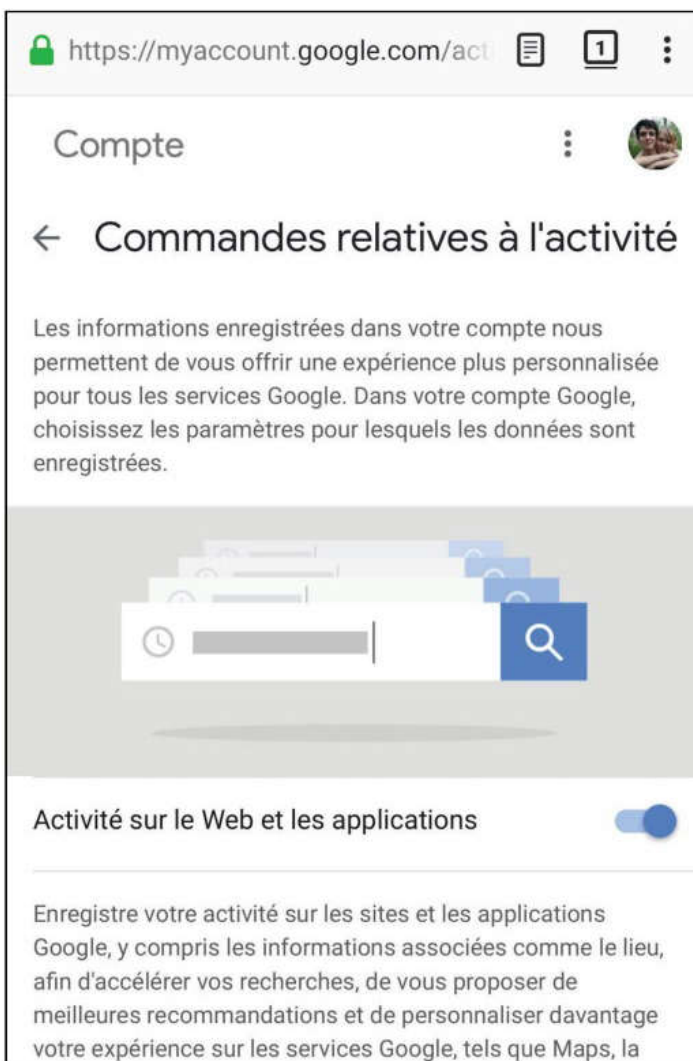 https://myaccount.google.com/acti
1
Compte
Commandes relatives à l'activité
Les informations enregistrées dans votre compte nous
permettent de vous offrir une expérience plus personnalisée
pour tous les services Google. Dans votre compte Google,
choisissez les paramètres pour lesquels les données sont
enregistrées.
Activité sur le Web et les applications
Enregistre votre activité sur les sites et les applications
Google, y compris les informations associées comme le lieu,
afin d'accélérer vos recherches, de vous proposer de
meilleures recommandations et de personnaliser davantage
votre expérience sur les services Google, tels que Maps, la